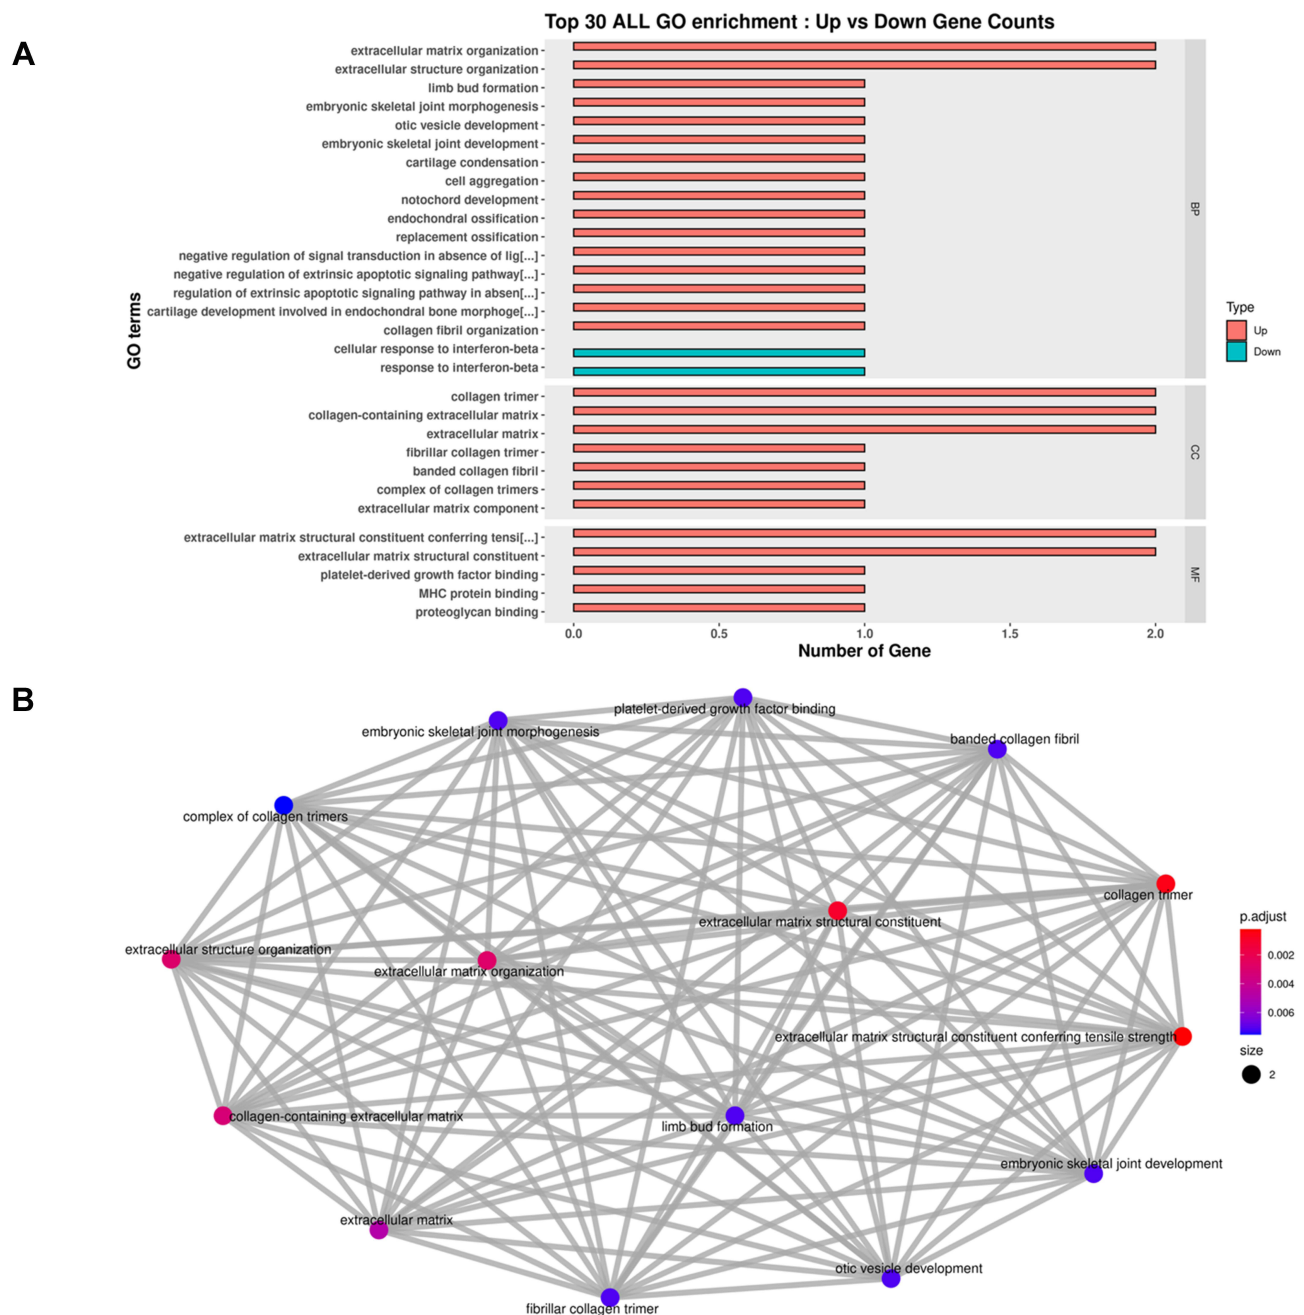 A
Top 30 ALL GO enrichment : Up vs Down Gene Counts
GO terms
extracellular matrix organization
extracellular structure organization
limb bud formation
embryonic skeletal joint morphogenesis
otic vesicle development
embryonic skeletal joint development
cartilage condensation
cell aggregation
notochord development
endochondral ossification
replacement ossification
negative regulation of signal transduction in absence of lig[...]
negative regulation of extrinsic apoptotic signaling pathway[...]
regulation of extrinsic apoptotic signaling pathway in absen[...]
cartilage development involved in endochondral bone morphoge[...]
collagen fibril organization
cellular response to interferon-beta
response to interferon-beta
BP
collagen trimer
collagen-containing extracellular matrix
extracellular matrix
fibrillar collagen trimer
banded collagen fibril
complex of collagen trimers
extracellular matrix component
CC
extracellular matrix structural constituent conferring tensi[...]
extracellular matrix structural constituent
platelet-derived growth factor binding
MHC protein binding
proteoglycan binding
MF
0.0 0.5 1.0 1.5 2.0
Number of Gene
Type
Up
Down
B
platelet-derived growth factor binding
embryonic skeletal joint morphogenesis
banded collagen fibril
complex of collagen trimers
collagen trimer
extracellular matrix structural constituent
extracellular structure organization
extracellular matrix organization
extracellular matrix structural constituent conferring tensile strength
collagen-containing extracellular matrix
limb bud formation
embryonic skeletal joint development
extracellular matrix
otic vesicle development
fibrillar collagen trimer
p.adjust
0.002
0.004
0.006
size
2